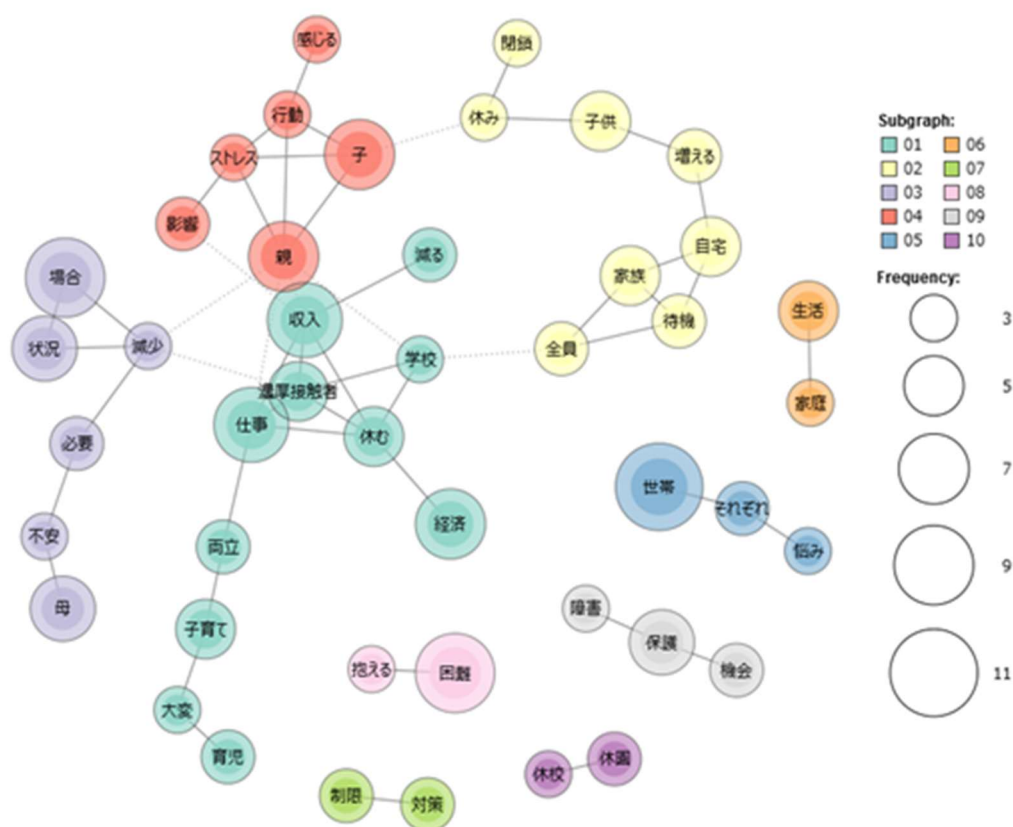 感じる
閉鎖
行動
休み
子供
ストレス
子
増える
影響
親
減る
自宅
家族
場合
収入
待機
生活
状況
減少
学校
全員
濃厚接触者
家庭
仕事
休む
必要
世帯
それぞれ
経済
不安
両立
悩み
母
子育て
障害
保護
抱える
困難
機会
大変
育児
休園
休校
制限
対策
Subgraph:
01 06
02 07
03 08
04 09
05 10
Frequency:
3
5
7
9
11